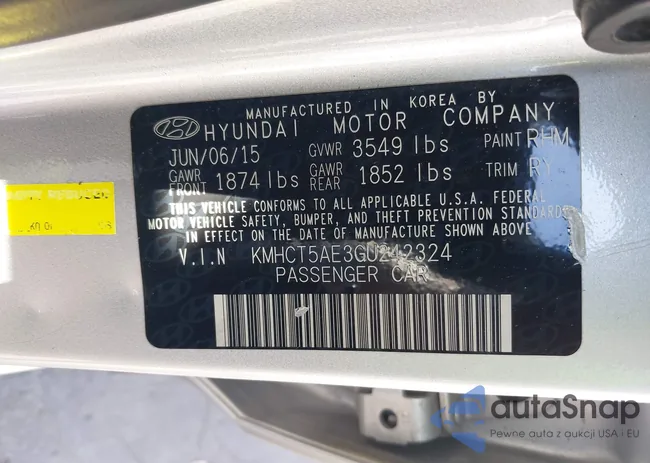 MANUFACTURED IN KOREA BY
HYUNDAI MOTOR COMPANY
JUN/06/15 GVWR 3549 lbs PAINT RHM
GAWR FRONT 1874 lbs GAWR REAR 1852 lbs TRIM RY
THIS VEHICLE CONFORMS TO ALL APPLICABLE U.S.A. FEDERAL
MOTOR VEHICLE SAFETY, BUMPER, AND THEFT PREVENTION STANDARDS
IN EFFECT ON THE DATE OF MANUFACTURE SHOWN ABOVE
V.I.N KMHCT5AE3GU242324
PASSENGER CAR
autaSnap
Pewne auta z aukcji USA i EU